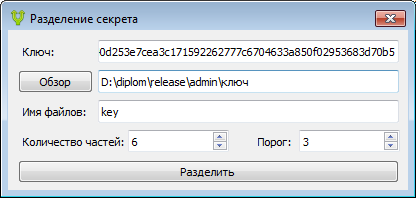 Разделение секрета
Ключ: 0d253e7cea3c171592262777c6704633a850f02953683d70b5
Обзор D:\diplom\release\admin\ключ
Имя файлов: key
Количество частей: 6 Порог: 3
Разделить